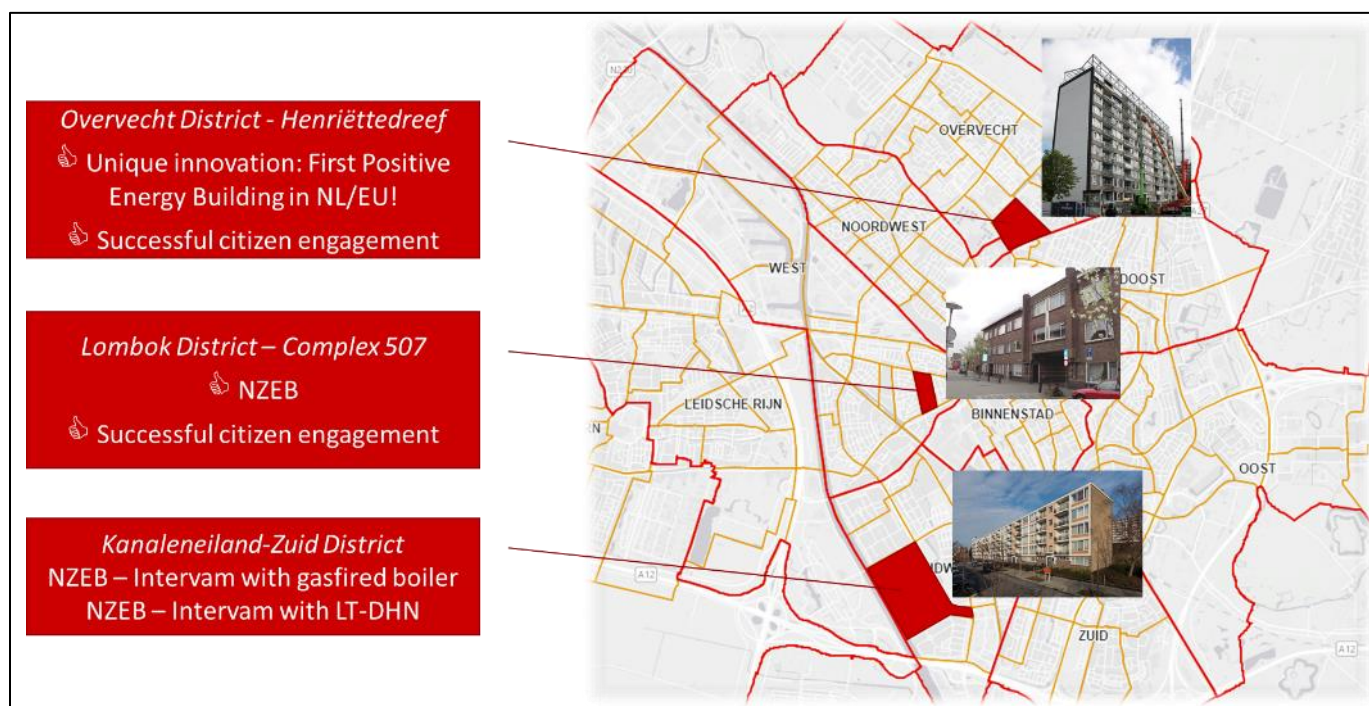 Overvecht District - Henriëttedreef
👍 Unique innovation: First Positive
Energy Building in NL/EU!
👍 Successful citizen engagement
Lombok District – Complex 507
👍 NZEB
👍 Successful citizen engagement
Kanaleneiland-Zuid District
NZEB – Intervam with gasfired boiler
NZEB – Intervam with LT-DHN
OVERVECHT
NOORDWEST
WEST
DOOST
LEIDSCHE RIJN
BINNENSTAD
RN
OOST
A12
ZUID
A12